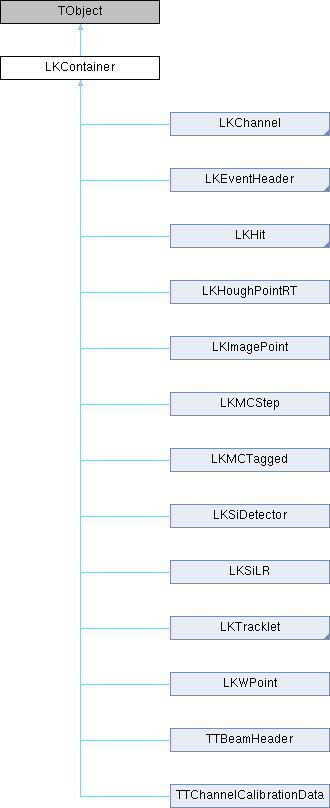 TObject
LKContainer
LKChannel
LKEventHeader
LKHit
LKHoughPointRT
LKImagePoint
LKMCStep
LKMCTagged
LKSiDetector
LKSiLR
LKTracklet
LKWPoint
TTBeamHeader
TTChannelCalibrationData